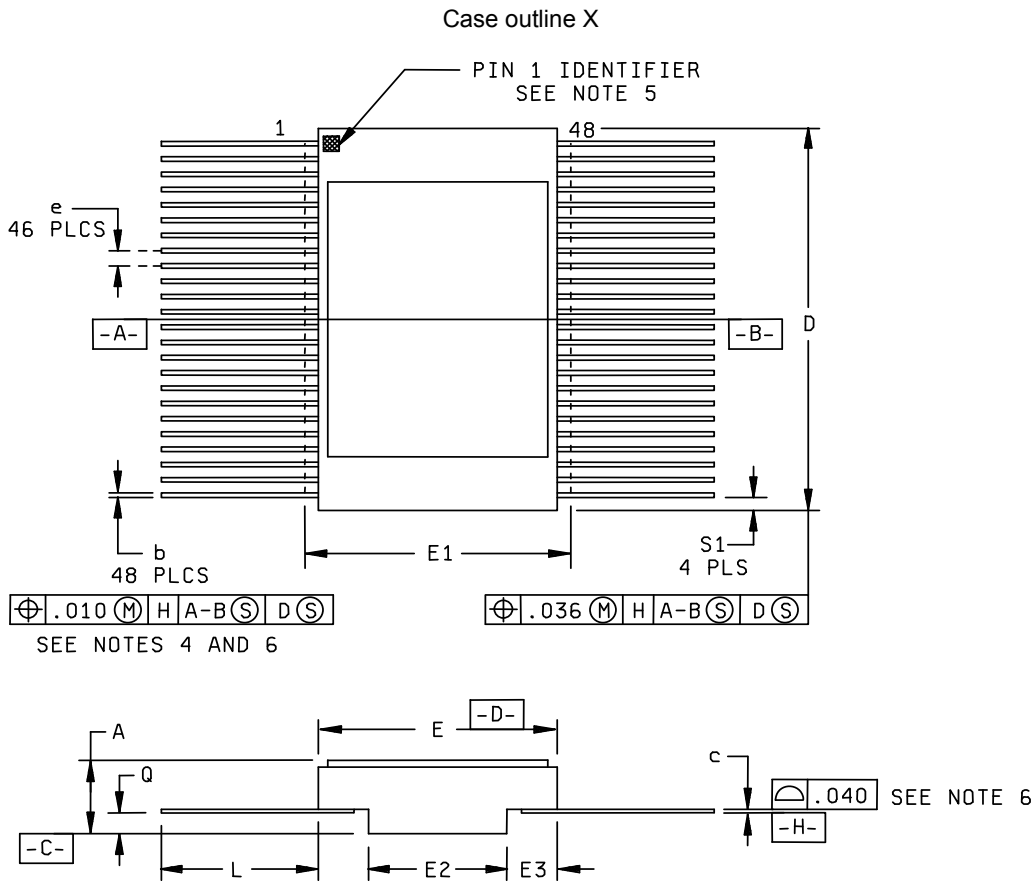 Case outline X
PIN 1 IDENTIFIER
SEE NOTE 5
1
48
e
46 PLCS
-A-
-B-
D
b
48 PLCS
E1
S1
4 PLS
⌖ .010 Ⓜ H A-B Ⓢ D Ⓢ
⌖ .036 Ⓜ H A-B Ⓢ D Ⓢ
SEE NOTES 4 AND 6
A
Q
E
-D-
c
⌓ .040 SEE NOTE 6
-H-
-C-
L
E2
E3